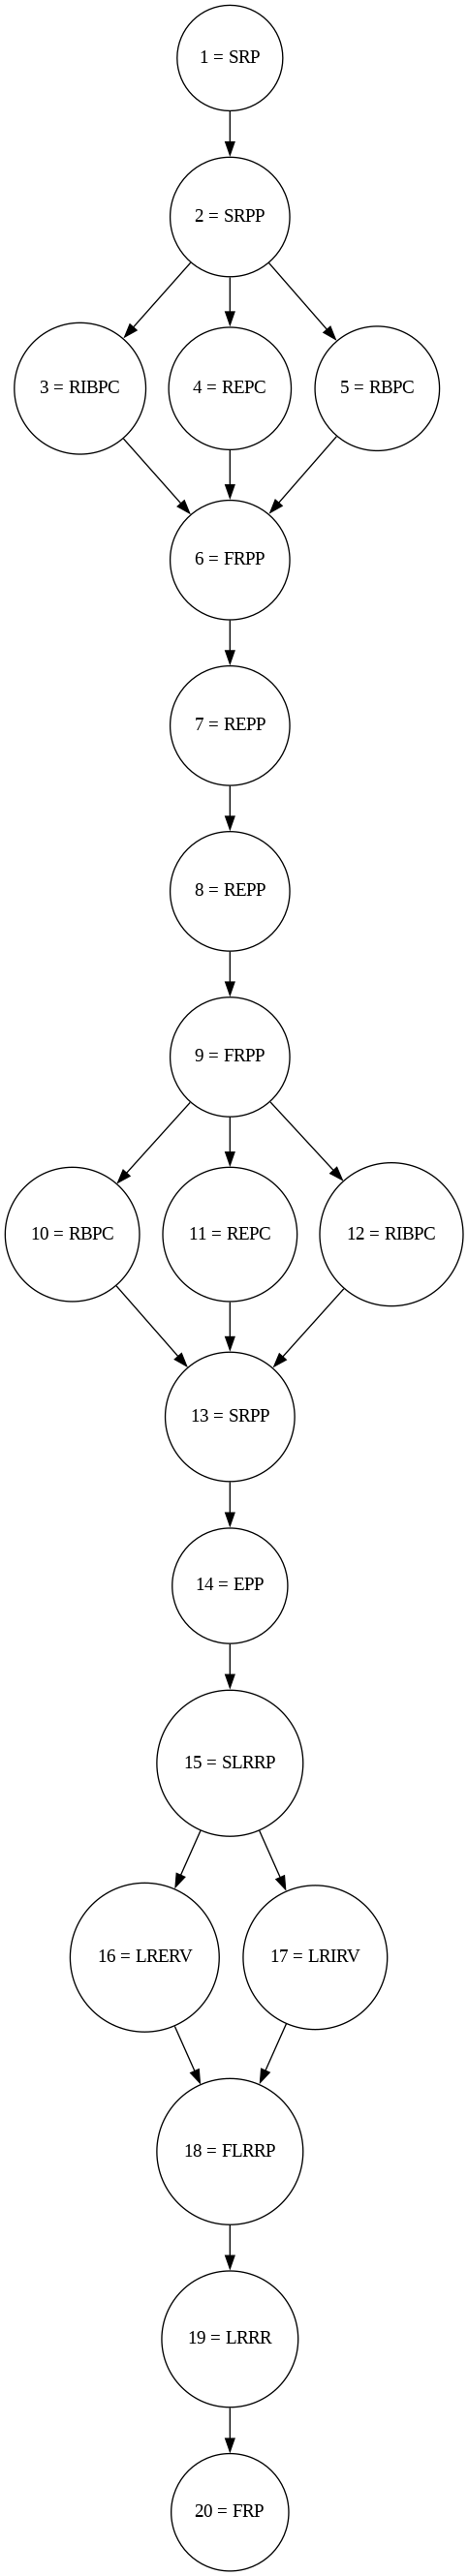 1 = SRP
2 = SRPP
3 = RIBPC
4 = REPC
5 = RBPC
6 = FRPP
7 = REPP
8 = REPP
9 = FRPP
10 = RBPC
11 = REPC
12 = RIBPC
13 = SRPP
14 = EPP
15 = SLRRP
16 = LRERV
17 = LRIRV
18 = FLRRP
19 = LRRR
20 = FRP